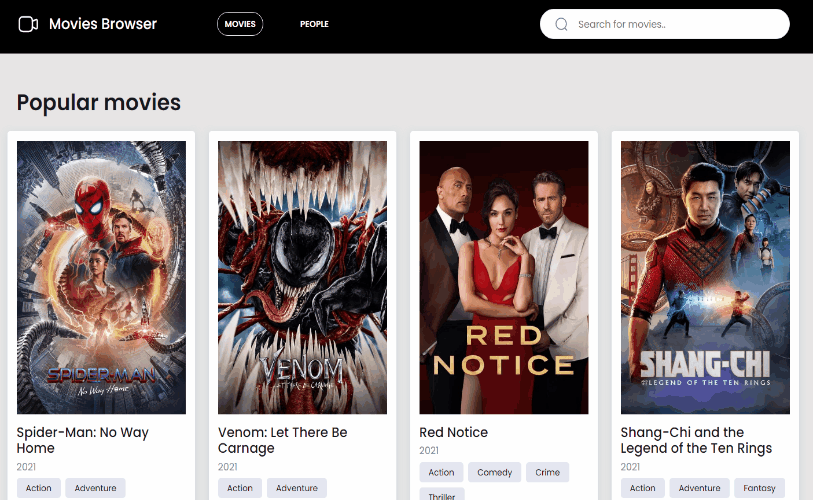 Movies Browser
MOVIES
PEOPLE
Search for movies..
Popular movies
SPIDER-MAN
No Way Home
VENOM
LET THERE BE CARNAGE
RED
NOTICE
SHANG-CHI
AND THE LEGEND OF THE TEN RINGS
Spider-Man: No Way
Home
2021
Action
Adventure
Venom: Let There Be
Carnage
2021
Action
Adventure
Red Notice
2021
Action
Comedy
Crime
Thriller
Shang-Chi and the
Legend of the Ten Rings
2021
Action
Adventure
Fantasy